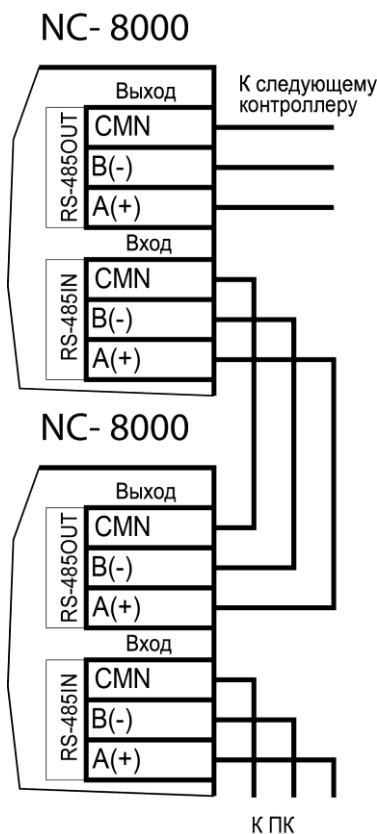 NC- 8000
Выход
К следующему
контроллеру
RS-485OUT
CMN
B(-)
A(+)
Вход
RS-485IN
CMN
B(-)
A(+)
NC- 8000
Выход
RS-485OUT
CMN
B(-)
A(+)
Вход
RS-485IN
CMN
B(-)
A(+)
К ПК